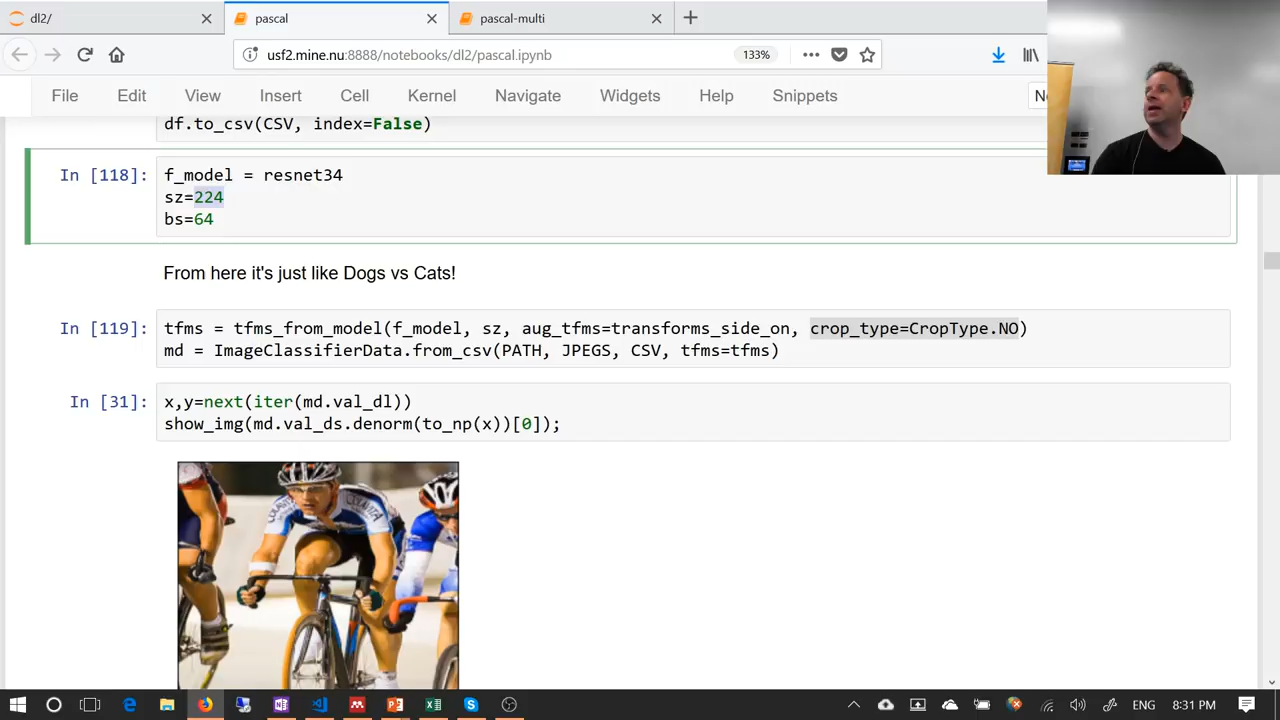 dl2/
pascal
pascal-multi
usf2.mine.nu:8888/notebooks/dl2/pascal.ipynb
133%
File Edit View Insert Cell Kernel Navigate Widgets Help Snippets
df.to_csv(CSV, index=False)
In [118]:
f_model = resnet34
sz=224
bs=64
From here it's just like Dogs vs Cats!
In [119]:
tfms = tfms_from_model(f_model, sz, aug_tfms=transforms_side_on, crop_type=CropType.NO)
md = ImageClassifierData.from_csv(PATH, JPEGS, CSV, tfms=tfms)
In [31]:
x,y=next(iter(md.val_dl))
show_img(md.val_ds.denorm(to_np(x))[0]);
ENG
8:31 PM